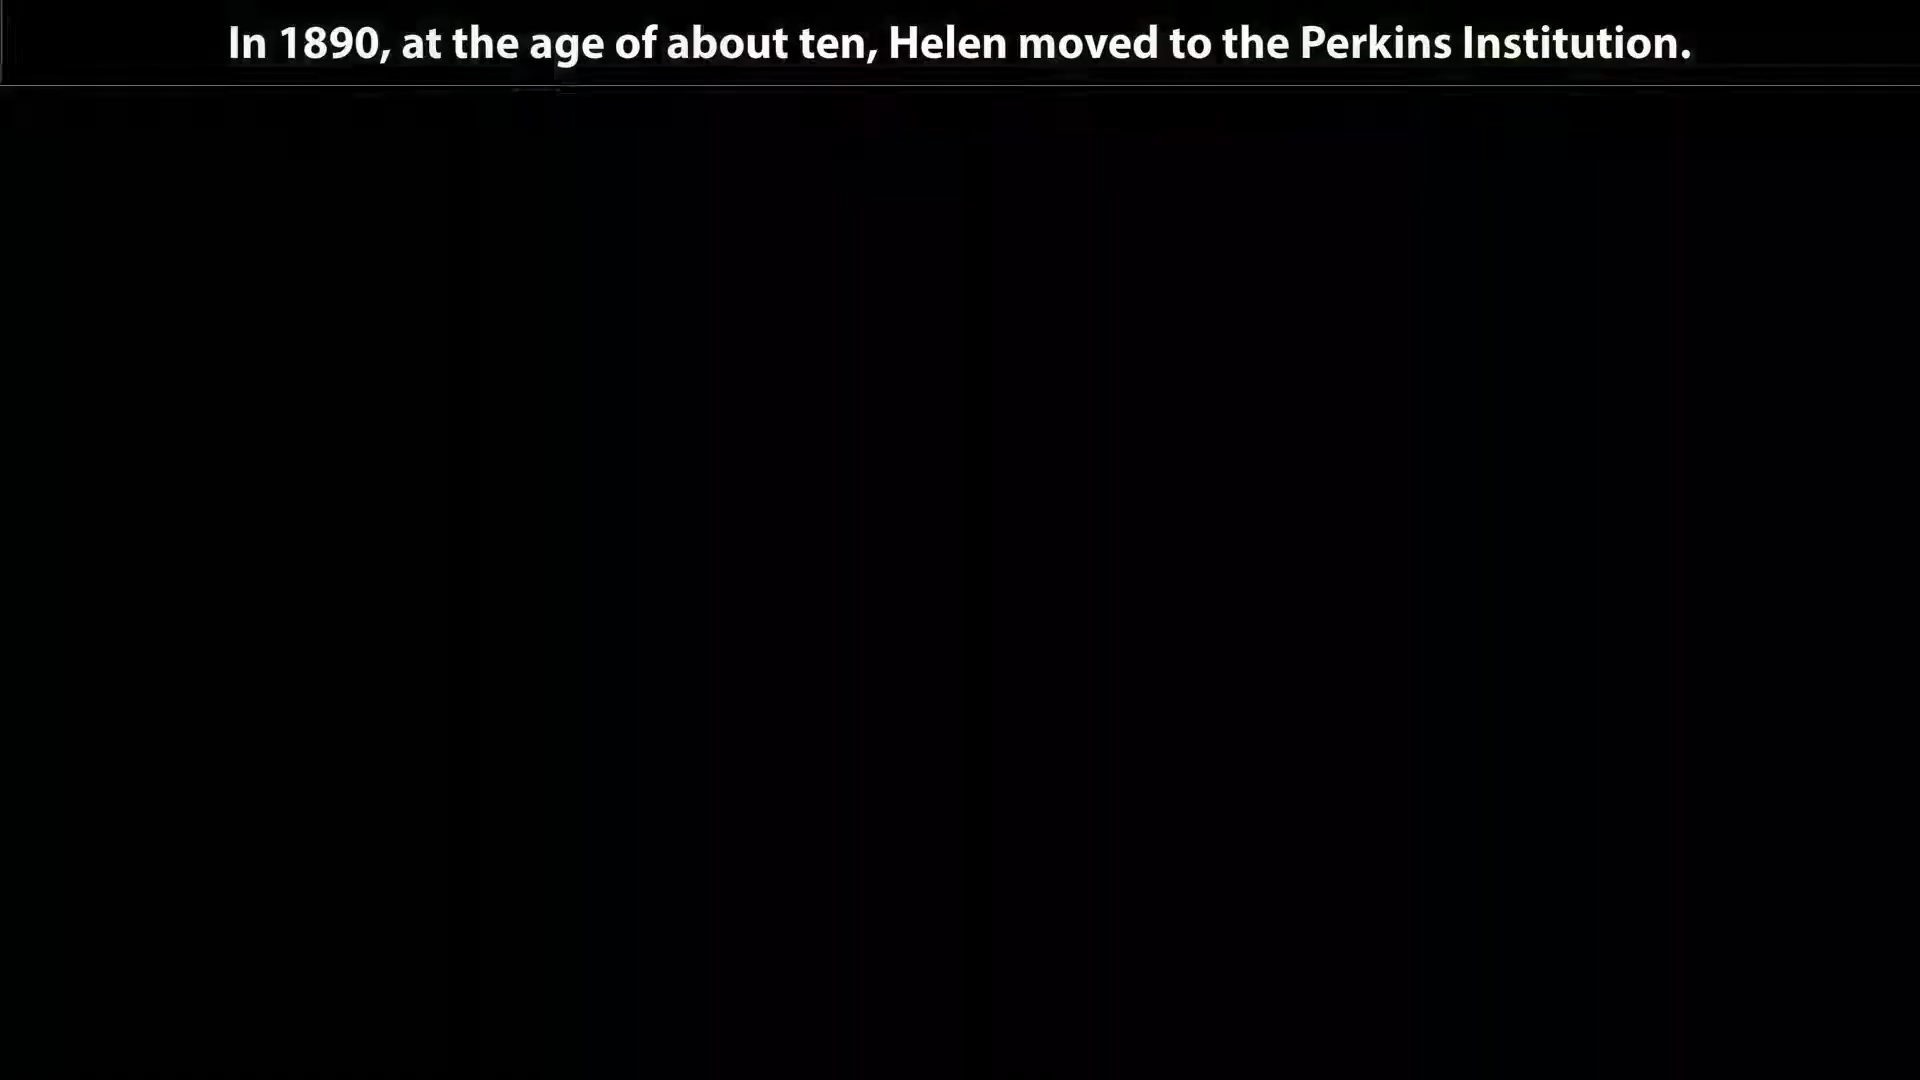 In 1890, at the age of about ten, Helen moved to the Perkins Institution.